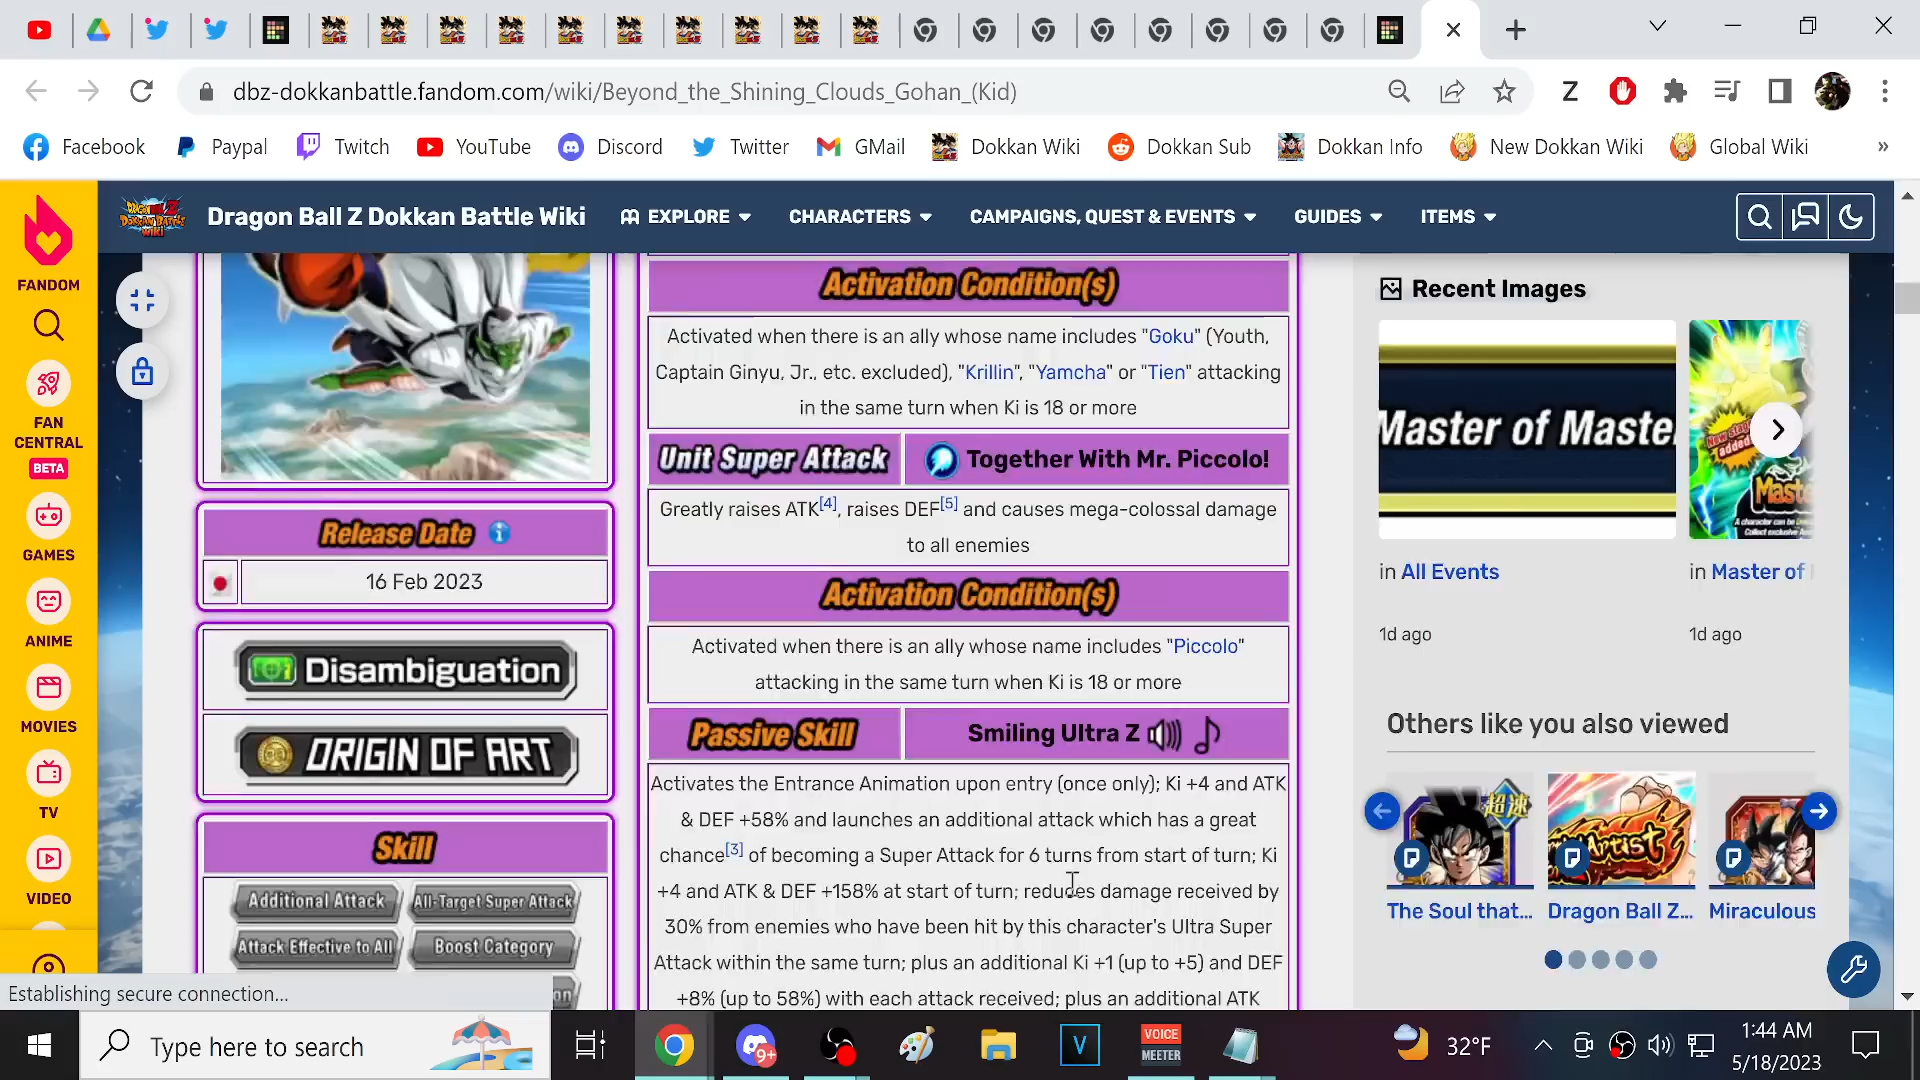 dbz-dokkanbattle.fandom.com/wiki/Beyond_the_Shining_Clouds_Gohan_(Kid)
Facebook Paypal Twitch YouTube Discord Twitter GMail Dokkan Wiki Dokkan Sub Dokkan Info New Dokkan Wiki Global Wiki »
Dragon Ball Z Dokkan Battle Wiki EXPLORE CHARACTERS CAMPAIGNS, QUEST & EVENTS GUIDES ITEMS
FANDOM
FAN
CENTRAL
BETA
GAMES
ANIME
MOVIES
TV
VIDEO
Release Date
16 Feb 2023
Disambiguation
ORIGIN OF ART
Skill
Additional Attack All-Target Super Attack
Attack Effective to All Boost Category
Activation Condition(s)
Activated when there is an ally whose name includes "Goku" (Youth,
Captain Ginyu, Jr., etc. excluded), "Krillin", "Yamcha" or "Tien" attacking
in the same turn when Ki is 18 or more
Unit Super Attack Together With Mr. Piccolo!
Greatly raises ATK[4], raises DEF[5] and causes mega-colossal damage
to all enemies
Activation Condition(s)
Activated when there is an ally whose name includes "Piccolo"
attacking in the same turn when Ki is 18 or more
Passive Skill Smiling Ultra Z
Activates the Entrance Animation upon entry (once only); Ki +4 and ATK
& DEF +58% and launches an additional attack which has a great
chance[3] of becoming a Super Attack for 6 turns from start of turn; Ki
+4 and ATK & DEF +158% at start of turn; reduces damage received by
30% from enemies who have been hit by this character's Ultra Super
Attack within the same turn; plus an additional Ki +1 (up to +5) and DEF
+8% (up to 58%) with each attack received; plus an additional ATK
Recent Images
Master of Maste
in All Events
in Master of
1d ago
1d ago
Others like you also viewed
超速
The Soul that... Dragon Ball Z... Miraculous
Establishing secure connection...
Type here to search
9+
V
VOICE
MEETER
32°F
1:44 AM
5/18/2023